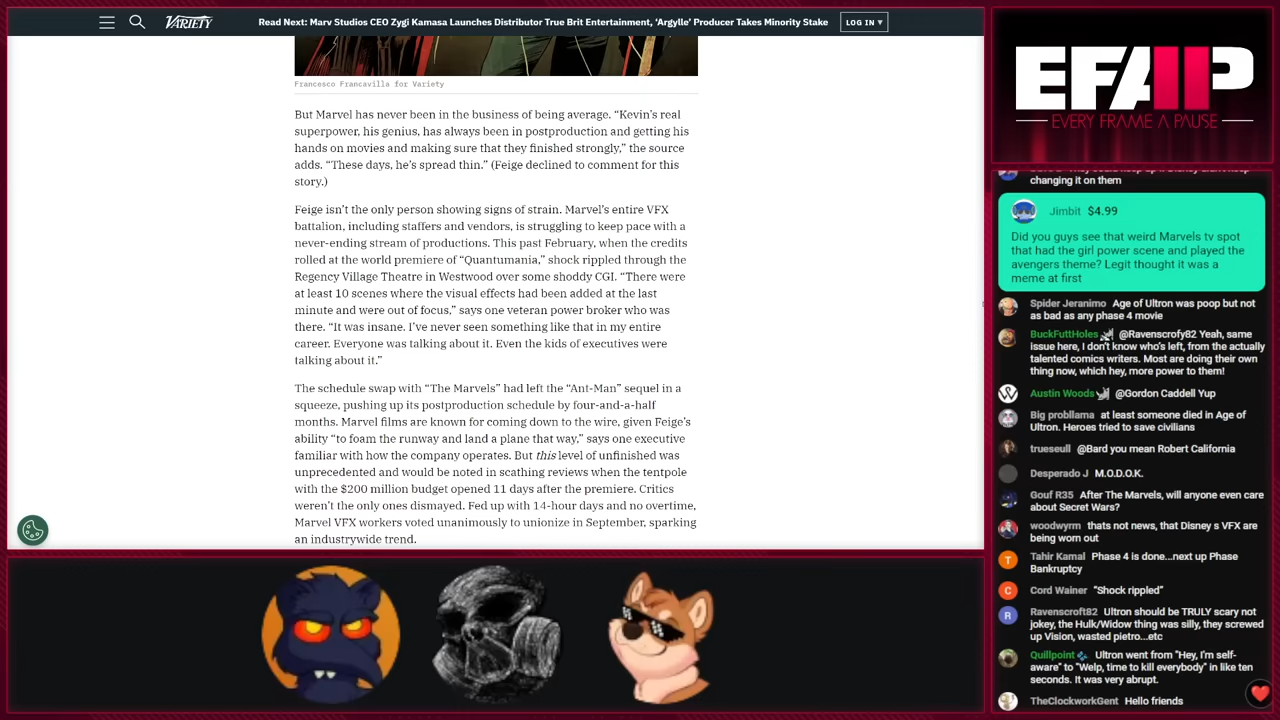 VARIETY
Read Next: Marv Studios CEO Zygi Kamasa Launches Distributor True Brit Entertainment, ‘Argylle’ Producer Takes Minority Stake
LOG IN ▾
Francesco Francavilla for Variety
But Marvel has never been in the business of being average. “Kevin’s real
superpower, his genius, has always been in postproduction and getting his
hands on movies and making sure that they finished strongly,” the source
adds. “These days, he’s spread thin.” (Feige declined to comment for this
story.)
Feige isn’t the only person showing signs of strain. Marvel’s entire VFX
battalion, including staffers and vendors, is struggling to keep pace with a
never-ending stream of productions. This past February, when the credits
rolled at the world premiere of “Quantumania,” shock rippled through the
Regency Village Theatre in Westwood over some shoddy CGI. “There were
at least 10 scenes where the visual effects had been added at the last
minute and were out of focus,” says one veteran power broker who was
there. “It was insane. I’ve never seen something like that in my entire
career. Everyone was talking about it. Even the kids of executives were
talking about it.”
The schedule swap with “The Marvels” had left the “Ant-Man” sequel in a
squeeze, pushing up its postproduction schedule by four-and-a-half
months. Marvel films are known for coming down to the wire, given Feige’s
ability “to foam the runway and land a plane that way,” says one executive
familiar with how the company operates. But this level of unfinished was
unprecedented and would be noted in scathing reviews when the tentpole
with the $200 million budget opened 11 days after the premiere. Critics
weren’t the only ones dismayed. Fed up with 14-hour days and no overtime,
Marvel VFX workers voted unanimously to unionize in September, sparking
an industrywide trend.
EFAP
EVERY FRAME A PAUSE
changing it on them
Jimbit $4.99
Did you guys see that weird Marvels tv spot
that had the girl power scene and played the
avengers theme? Legit thought it was a
meme at first
Spider Jeranimo Age of Ultron was poop but not
as bad as any phase 4 movie
BuckFuttHoles @Ravenscrofy82 Yeah, same
issue here, I don't know who's left, from the actually
talented comics writers. Most are doing their own
thing now, which hey, more power to them!
Austin Woods @Gordon Caddell Yup
Big probllama at least someone died in Age of
Ultron. Heroes tried to save civilians
trueseull @Bard you mean Robert California
Desperado J M.O.D.O.K.
Gouf R35 After The Marvels, will anyone even care
about Secret Wars?
woodwyrm thats not news, that Disney s VFX are
being worn out
T
Tahir Kamal Phase 4 is done...next up Phase
Bankruptcy
C
Cord Wainer "Shock rippled"
R
Ravenscroft82 Ultron should be TRULY scary not
jokey, the Hulk/Widow thing was silly, they screwed
up Vision, wasted pietro...etc
Quillpoint Ultron went from "Hey, I'm self-
aware" to "Welp, time to kill everybody" in like ten
seconds. It was very abrupt.
TheClockworkGent Hello friends